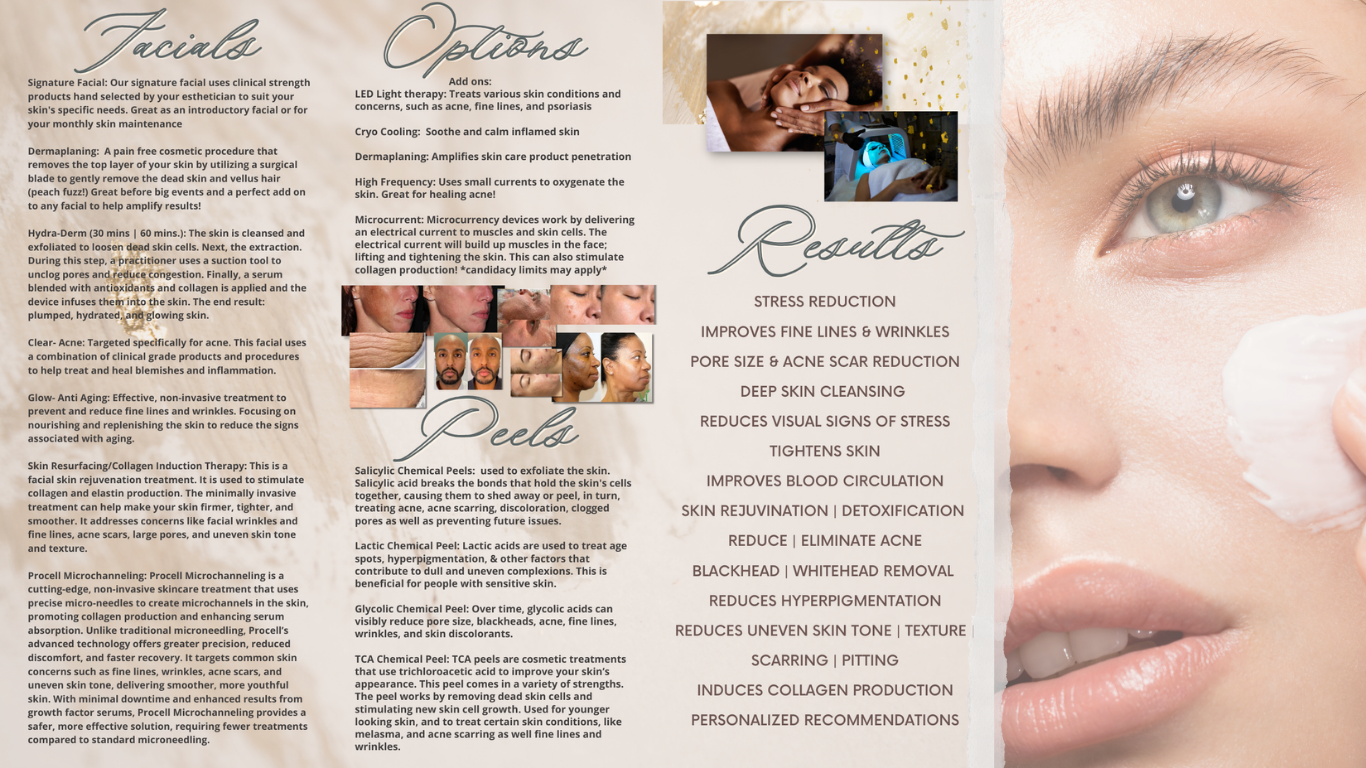 Facials
Signature Facial: Our signature facial uses clinical strength
products hand selected by your esthetician to suit your
skin's specific needs. Great as an introductory facial or for
your monthly skin maintenance
Dermaplaning:  A pain free cosmetic procedure that
removes the top layer of your skin by utilizing a surgical
blade to gently remove the dead skin and vellus hair
(peach fuzz!) Great before big events and a perfect add on
to any facial to help amplify results!
Hydra-Derm (30 mins | 60 mins.): The skin is cleansed and
exfoliated to loosen dead skin cells. Next, the extraction.
During this step, a practitioner uses a suction tool to
unclog pores and reduce congestion. Finally, a serum
blended with antioxidants and collagen is applied and the
device infuses them into the skin. The end result:
plumped, hydrated, and glowing skin.
Clear- Acne: Targeted specifically for acne. This facial uses
a combination of clinical grade products and procedures
to help treat and heal blemishes and inflammation.
Glow- Anti Aging: Effective, non-invasive treatment to
prevent and reduce fine lines and wrinkles. Focusing on
nourishing and replenishing the skin to reduce the signs
associated with aging.
Skin Resurfacing/Collagen Induction Therapy: This is a
facial skin rejuvenation treatment. It is used to stimulate
collagen and elastin production. The minimally invasive
treatment can help make your skin firmer, tighter, and
smoother. It addresses concerns like facial wrinkles and
fine lines, acne scars, large pores, and uneven skin tone
and texture.
Procell Microchanneling: Procell Microchanneling is a
cutting-edge, non-invasive skincare treatment that uses
precise micro-needles to create microchannels in the skin,
promoting collagen production and enhancing serum
absorption. Unlike traditional microneedling, Procell’s
advanced technology offers greater precision, reduced
discomfort, and faster recovery. It targets common skin
concerns such as fine lines, wrinkles, acne scars, and
uneven skin tone, delivering smoother, more youthful
skin. With minimal downtime and enhanced results from
growth factor serums, Procell Microchanneling provides a
safer, more effective solution, requiring fewer treatments
compared to standard microneedling.
Options
Add ons:
LED Light therapy: Treats various skin conditions and
concerns, such as acne, fine lines, and psoriasis
Cryo Cooling:  Soothe and calm inflamed skin
Dermaplaning: Amplifies skin care product penetration
High Frequency: Uses small currents to oxygenate the
skin. Great for healing acne!
Microcurrent: Microcurrency devices work by delivering
an electrical current to muscles and skin cells. The
electrical current will build up muscles in the face;
lifting and tightening the skin. This can also stimulate
collagen production! *candidacy limits may apply*
Peels
Salicylic Chemical Peels:  used to exfoliate the skin.
Salicylic acid breaks the bonds that hold the skin's cells
together, causing them to shed away or peel, in turn,
treating acne, acne scarring, discoloration, clogged
pores as well as preventing future issues.
Lactic Chemical Peel: Lactic acids are used to treat age
spots, hyperpigmentation, & other factors that
contribute to dull and uneven complexions. This is
beneficial for people with sensitive skin.
Glycolic Chemical Peel: Over time, glycolic acids can
visibly reduce pore size, blackheads, acne, fine lines,
wrinkles, and skin discolorants.
TCA Chemical Peel: TCA peels are cosmetic treatments
that use trichloroacetic acid to improve your skin’s
appearance. This peel comes in a variety of strengths.
The peel works by removing dead skin cells and
stimulating new skin cell growth. Used for younger
looking skin, and to treat certain skin conditions, like
melasma, and acne scarring as well fine lines and
wrinkles.
Results
STRESS REDUCTION
IMPROVES FINE LINES & WRINKLES
PORE SIZE & ACNE SCAR REDUCTION
DEEP SKIN CLEANSING
REDUCES VISUAL SIGNS OF STRESS
TIGHTENS SKIN
IMPROVES BLOOD CIRCULATION
SKIN REJUVINATION | DETOXIFICATION
REDUCE | ELIMINATE ACNE
BLACKHEAD | WHITEHEAD REMOVAL
REDUCES HYPERPIGMENTATION
REDUCES UNEVEN SKIN TONE | TEXTURE |
SCARRING | PITTING
INDUCES COLLAGEN PRODUCTION
PERSONALIZED RECOMMENDATIONS